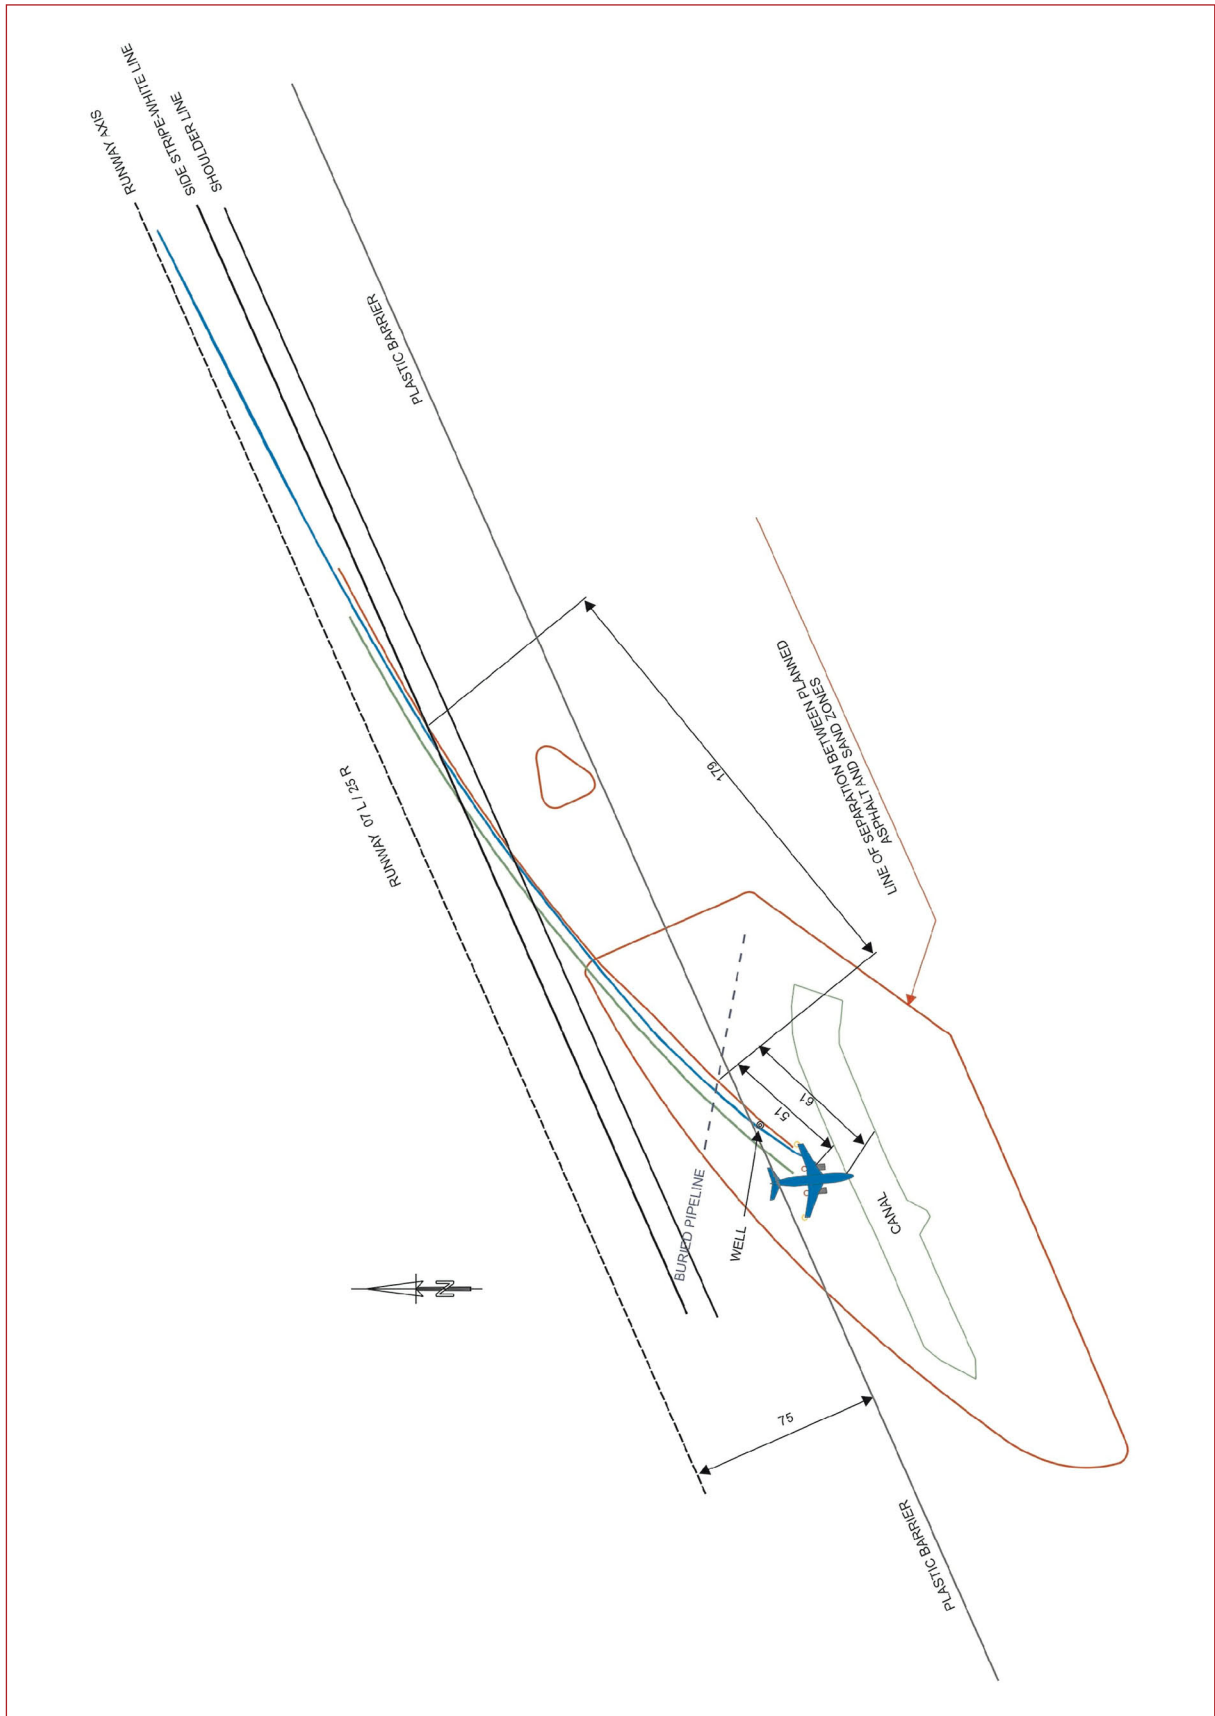 RUNWAY AXIS
SIDE STRIPE-WHITE LINE
SHOULDER LINE
PLASTIC BARRIER
RUNWAY 07 L / 25 R
179
LINE OF SEPARATION BETWEEN PLANNED
ASPHALT AND SAND ZONES
51
61
BURIED PIPELINE
WELL
CANAL
N
75
PLASTIC BARRIER